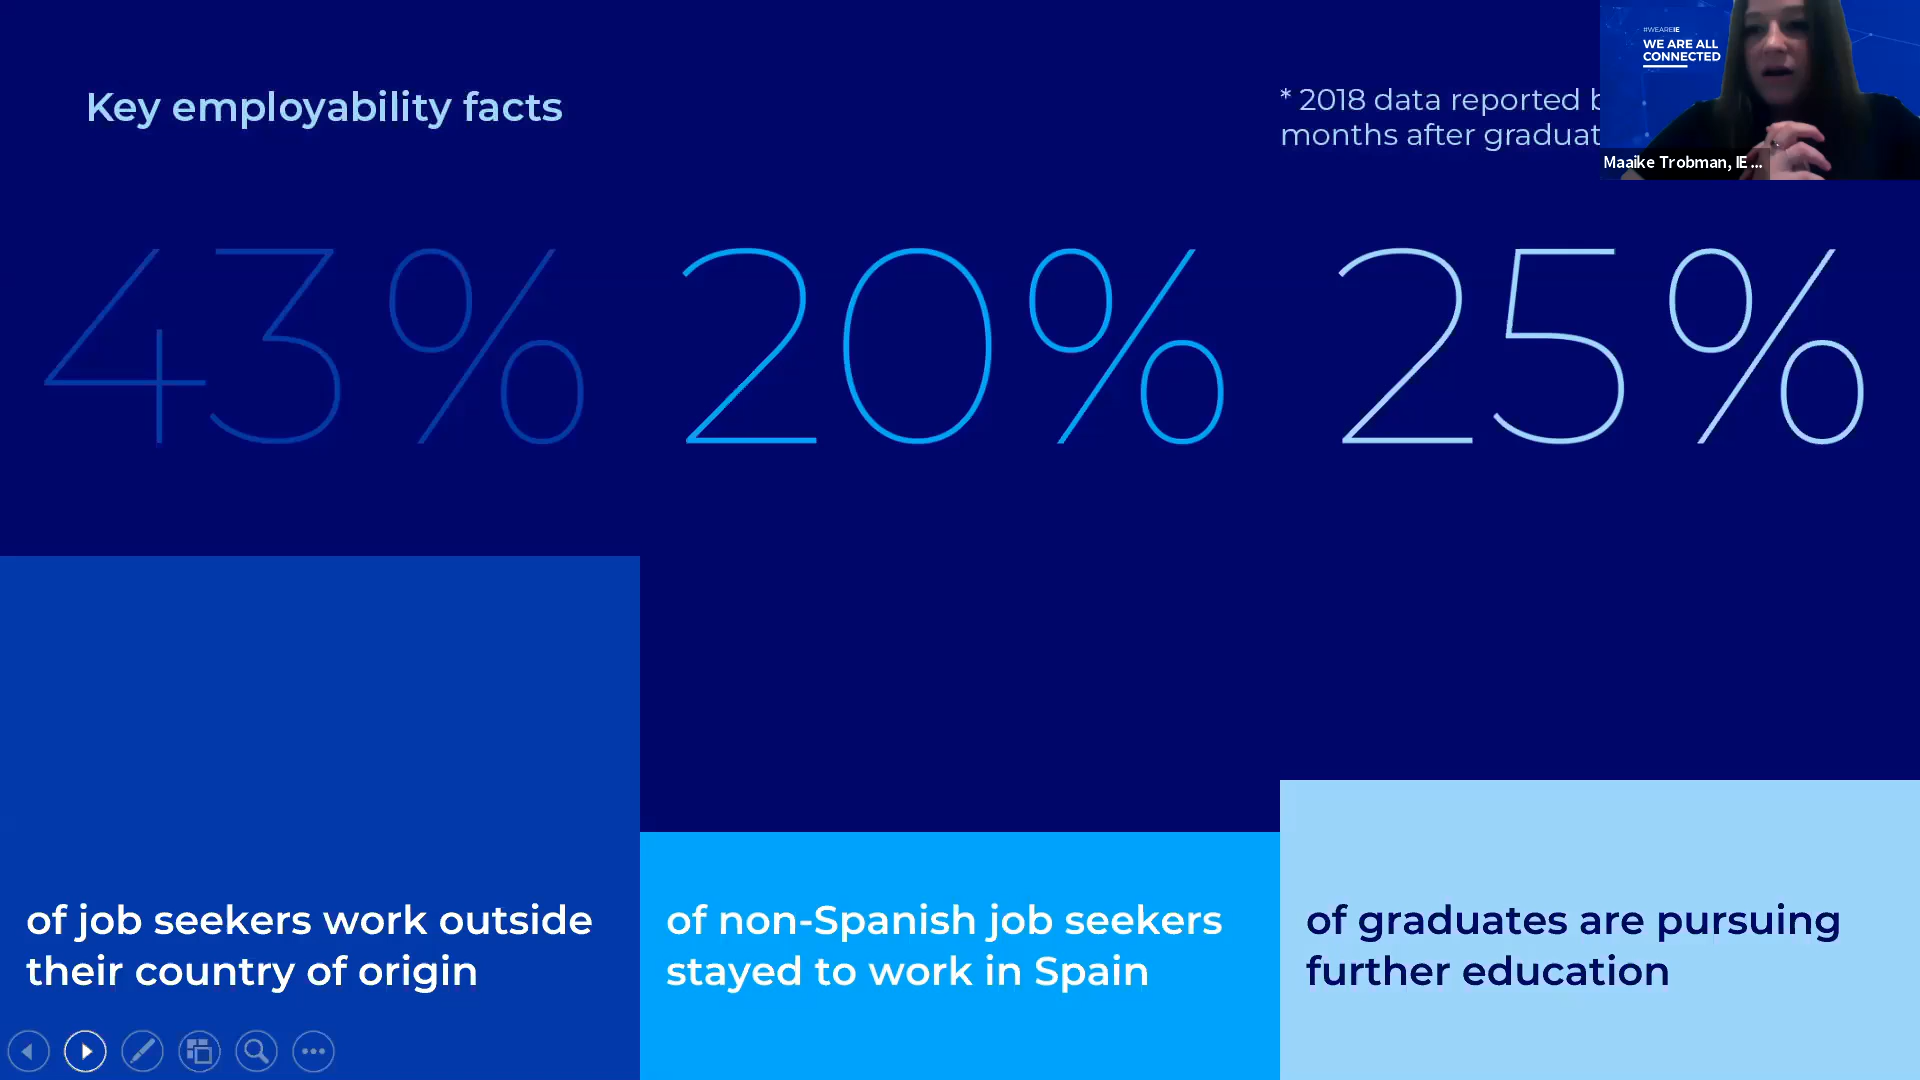 Key employability facts
* 2018 data reported
months after
#WEAREIE
WE ARE ALL
CONNECTED
Maaike Trobman, IE ...
43%
20%
25%
of job seekers work outside
their country of origin
of non-Spanish job seekers
stayed to work in Spain
of graduates are pursuing
further education